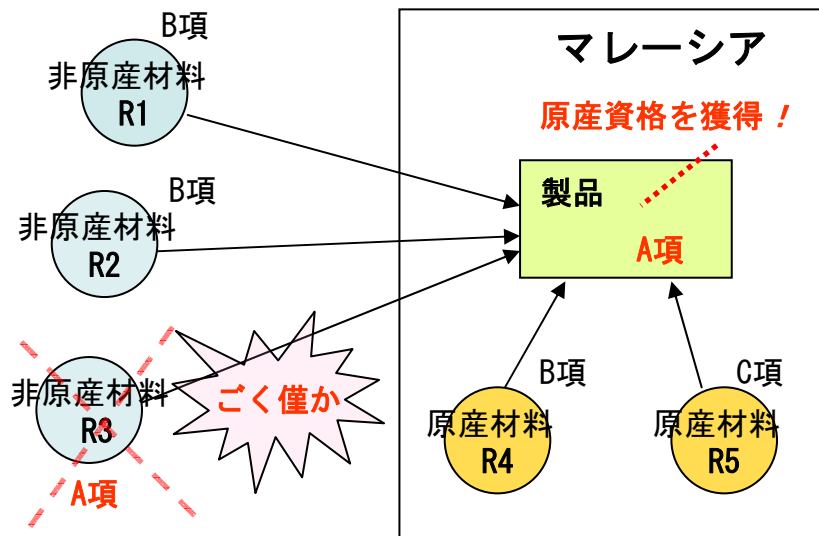 B項
非原産材料
R1
B項
非原産材料
R2
非原産材料
R3
A項
ごく僅か
マレーシア
原産資格を獲得！
製品
A項
B項
原産材料
R4
C項
原産材料
R5